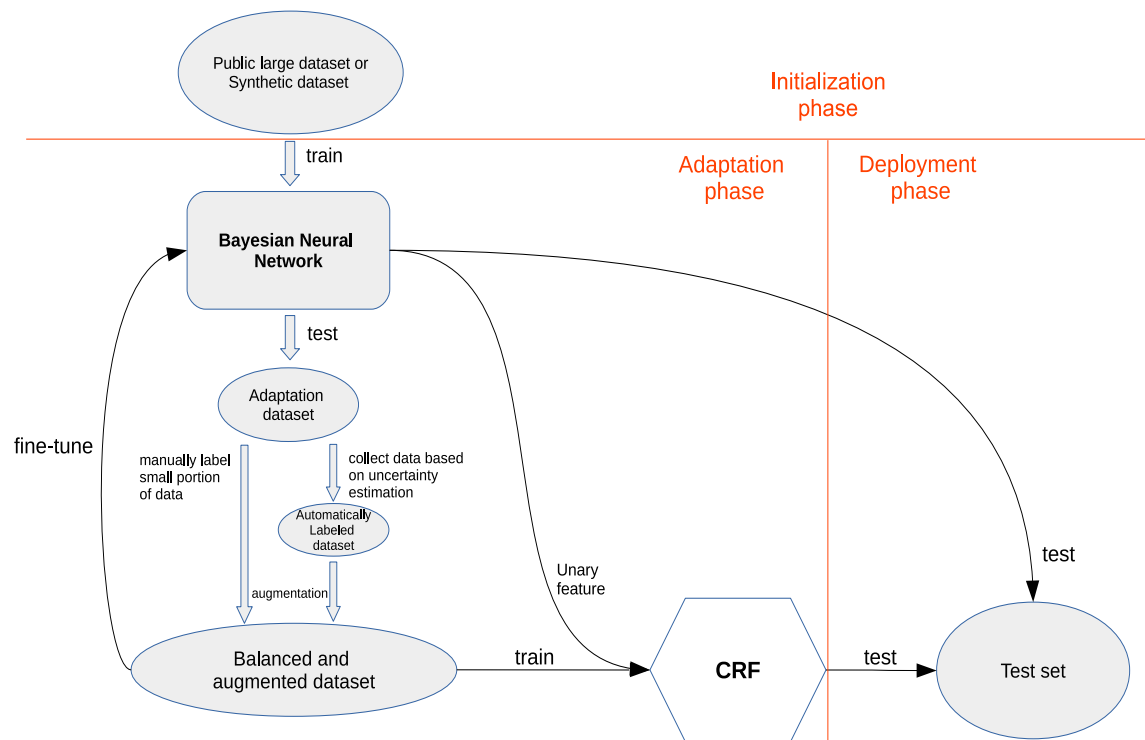 Public large dataset or
Synthetic dataset
Initialization
phase
train
Adaptation
phase
Deployment
phase
Bayesian Neural
Network
test
Adaptation
dataset
fine-tune
manually label
small portion
of data
collect data based
on uncertainty
estimation
Automatically
Labeled
dataset
augmentation
Unary
feature
test
Balanced and
augmented dataset
train
CRF
test
Test set